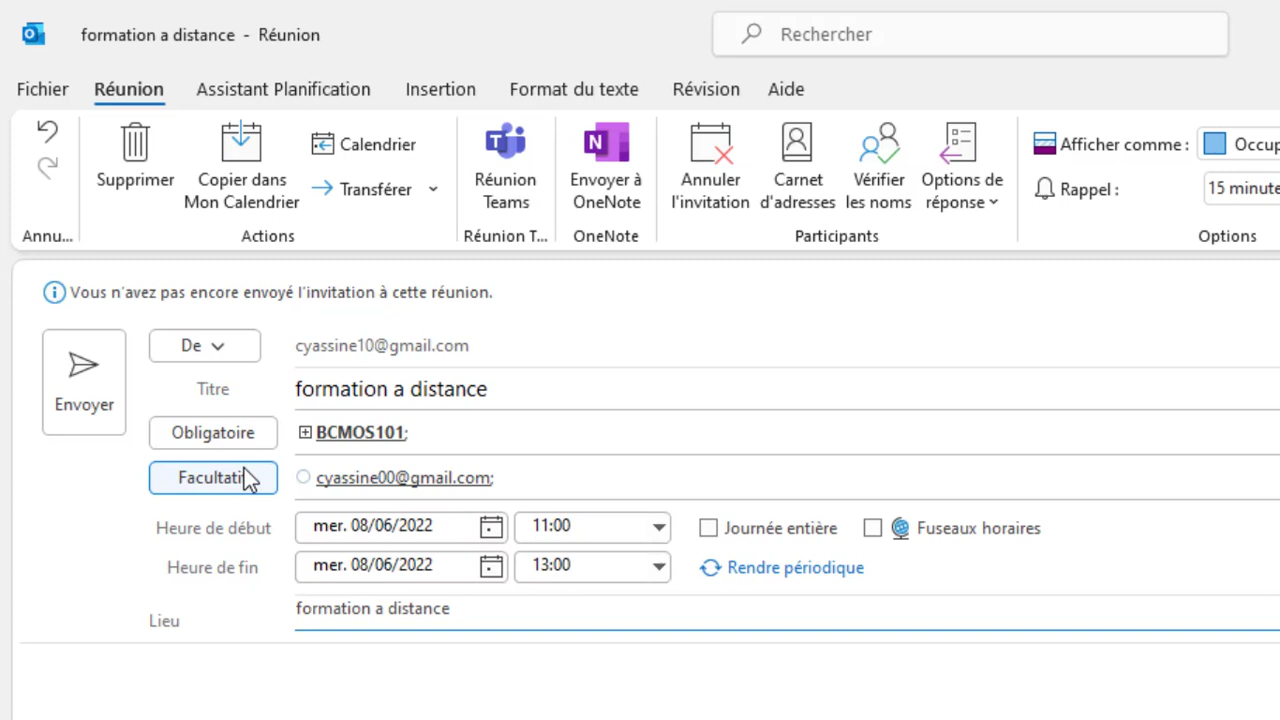 formation a distance - Réunion
Rechercher
Fichier Réunion Assistant Planification Insertion Format du texte Révision Aide
Supprimer
Copier dans
Mon Calendrier
Calendrier
Transférer
Réunion
Teams
Envoyer à
OneNote
Annuler
l'invitation
Carnet
d'adresses
Vérifier
les noms
Options de
réponse
Afficher comme : Occup
Rappel : 15 minute
Annu... Actions Réunion T... OneNote Participants Options
Vous n'avez pas encore envoyé l'invitation à cette réunion.
Envoyer
De cyassine10@gmail.com
Titre formation a distance
Obligatoire BCMOS101;
Facultatif cyassine00@gmail.com;
Heure de début mer. 08/06/2022 11:00 Journée entière Fuseaux horaires
Heure de fin mer. 08/06/2022 13:00 Rendre périodique
Lieu formation a distance